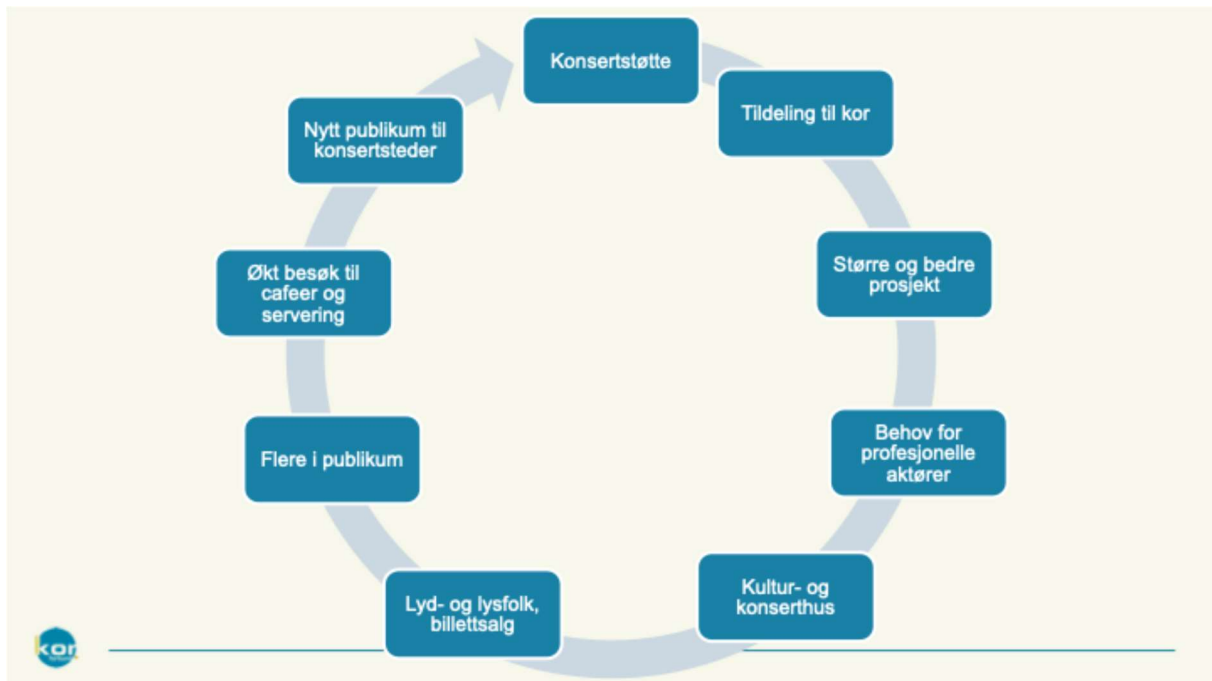 Konsertstøtte
Tildeling til kor
Større og bedre
prosjekt
Behov for
profesjonelle
aktører
Kultur- og
konserthus
Lyd- og lysfolk,
billettsalg
Flere i publikum
Økt besøk til
cafeer og
servering
Nytt publikum til
konsertsteder
kor